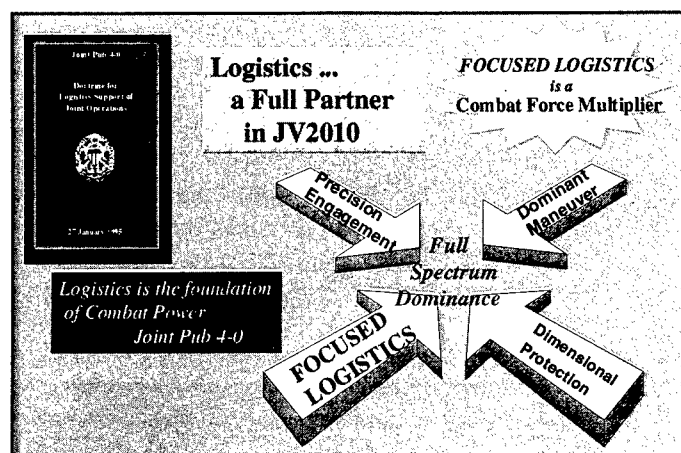 Joint Pub 4-0
Doctrine for
Logistics Support of
Joint Operations
27 January 1995
Logistics ...
a Full Partner
in JV2010
FOCUSED LOGISTICS
is a
Combat Force Multiplier
Precision
Engagement
Dominant
Maneuver
Full
Spectrum
Dominance
Logistics is the foundation
of Combat Power
Joint Pub 4-0
FOCUSED
LOGISTICS
Dimensional
Protection